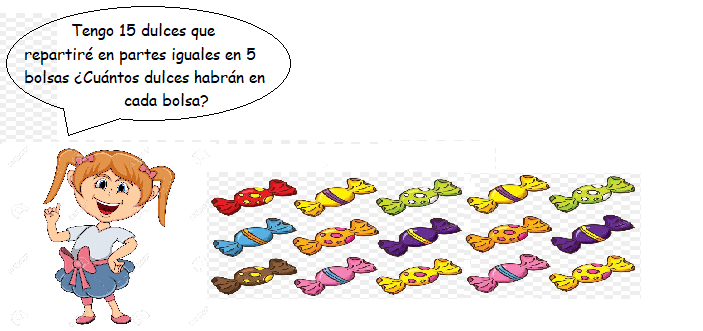 Tengo 15 dulces que
repartiré en partes iguales en 5
bolsas ¿Cuántos dulces habrán en
cada bolsa?